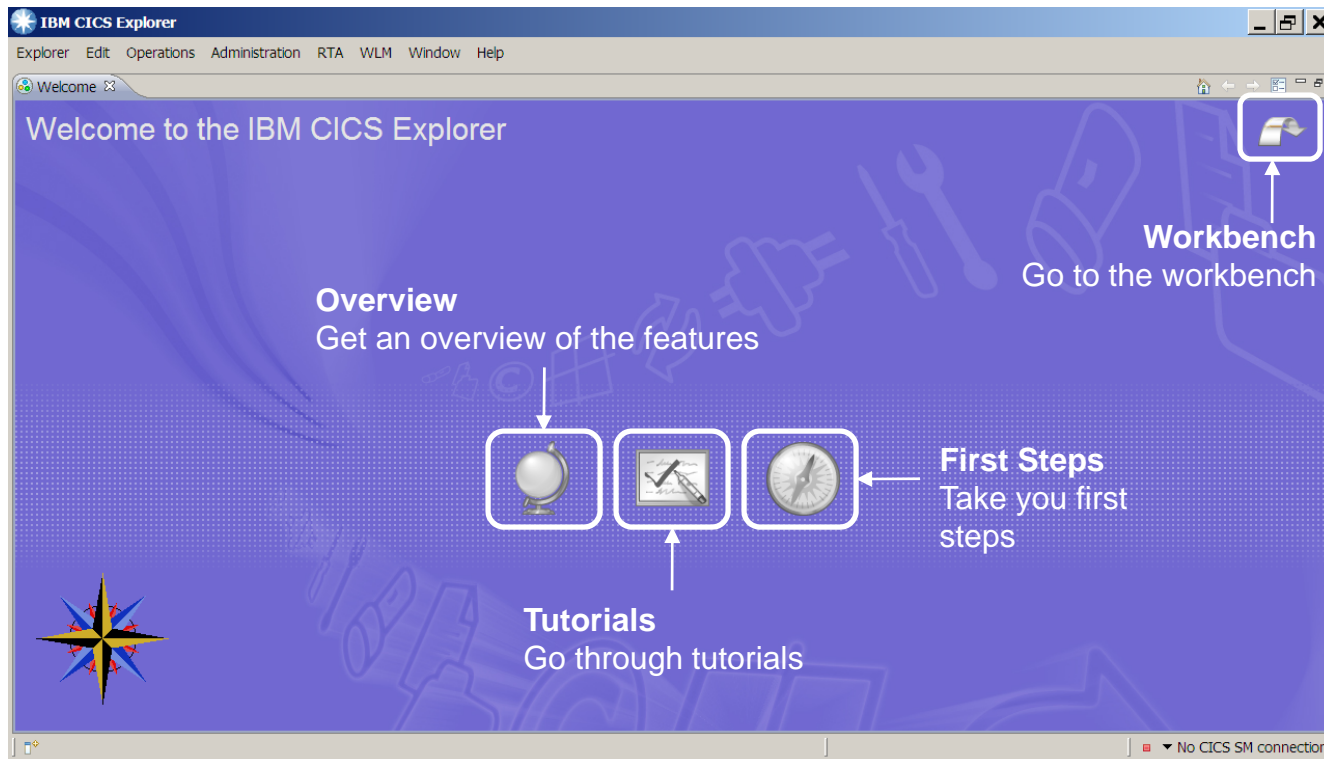 IBM CICS Explorer
Explorer Edit Operations Administration RTA WLM Window Help
Welcome
Welcome to the IBM CICS Explorer
Workbench
Go to the workbench
Overview
Get an overview of the features
First Steps
Take you first
steps
Tutorials
Go through tutorials
No CICS SM connection